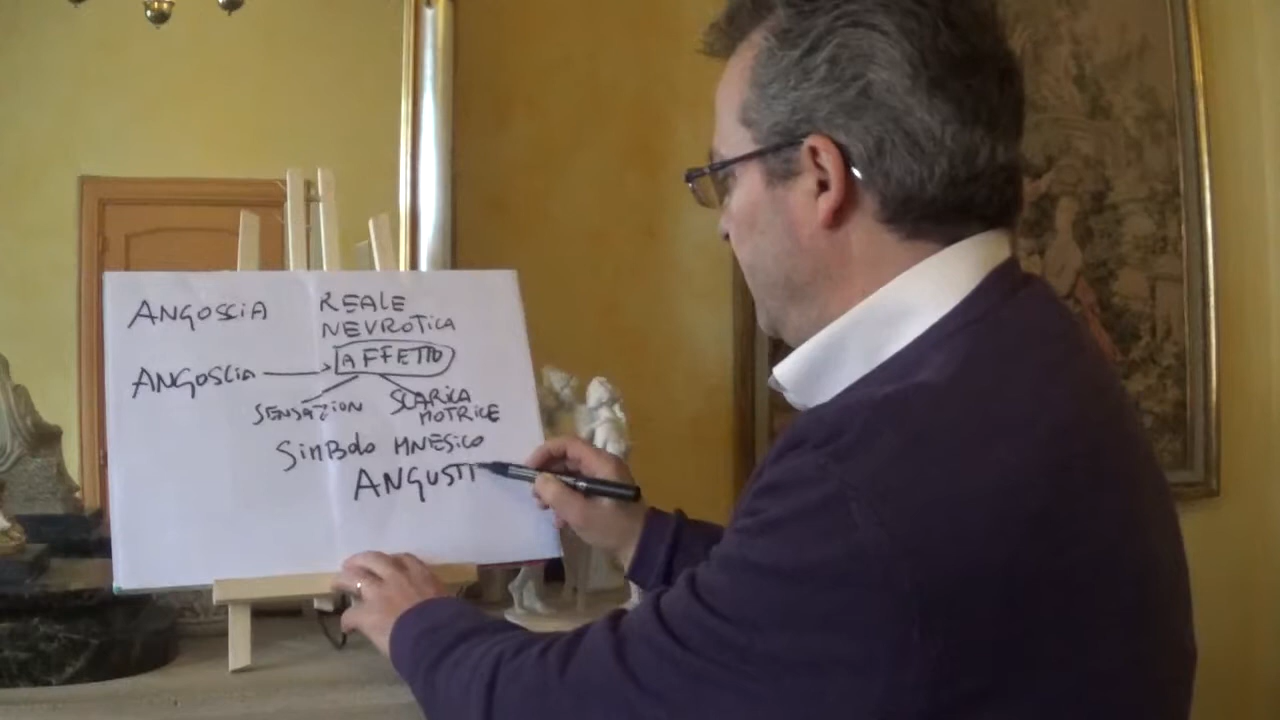 ANGOSCIA REALE
NEVROTICA
ANGOSCIA AFFETTO
SENSAZION SCARICA
MOTRICE
SIMBOLO MNESICO
ANGUSTI